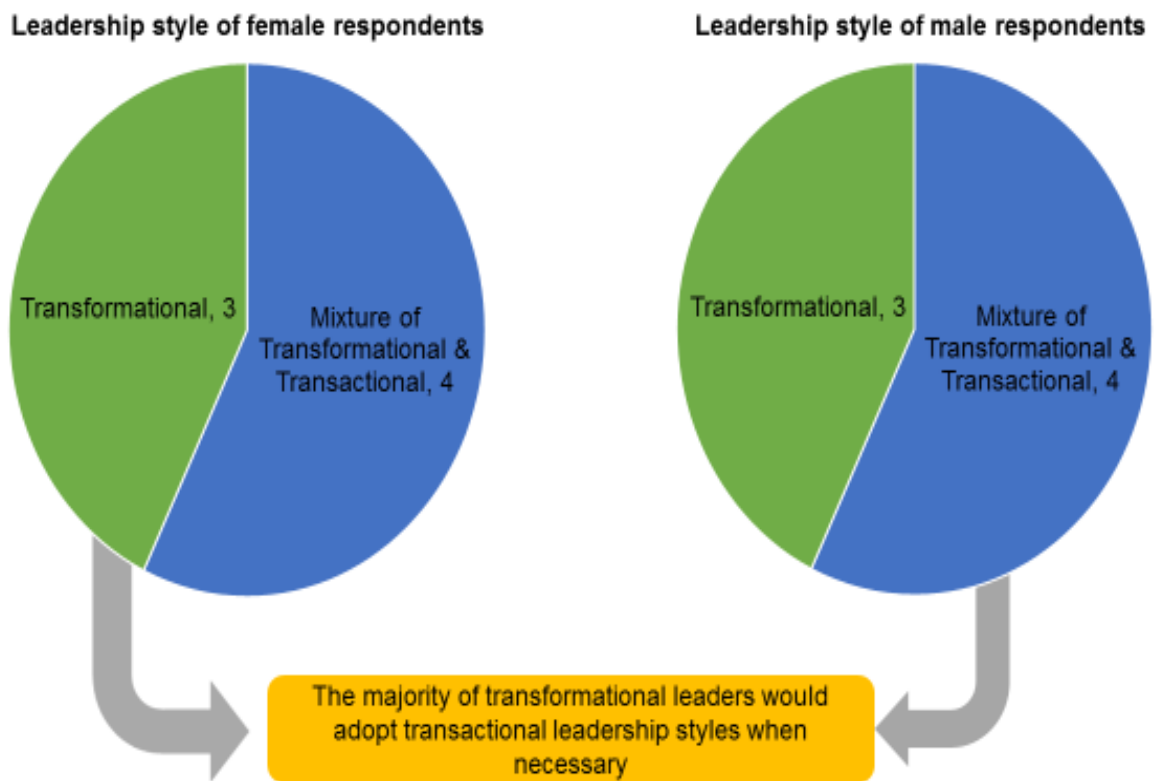 Leadership style of female respondents
Leadership style of male respondents
Transformational, 3
Mixture of
Transformational &
Transactional, 4
Transformational, 3
Mixture of
Transformational &
Transactional, 4
The majority of transformational leaders would
adopt transactional leadership styles when
necessary